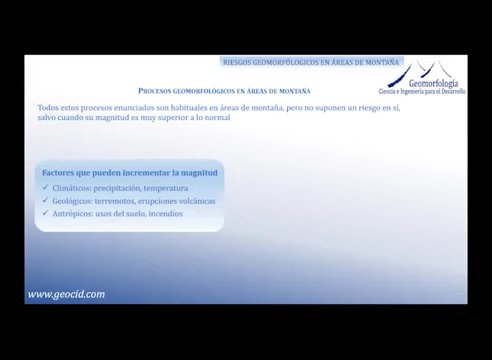 RIESGOS GEOMORFÓLOGICOS EN ÁREAS DE MONTAÑA
Geomorfología
Ciencia e Ingeniería para el Desarrollo
PROCESOS GEOMORFOLÓGICOS EN ÁREAS DE MONTAÑA
Todos estos procesos enunciados son habituales en áreas de montaña, pero no suponen un riesgo en sí,
salvo cuando su magnitud es muy superior a lo normal
Factores que pueden incrementar la magnitud
✓ Climáticos: precipitación, temperatura
✓ Geológicos: terremotos, erupciones volcánicas
✓ Antrópicos: usos del suelo, incendios
www.geocid.com